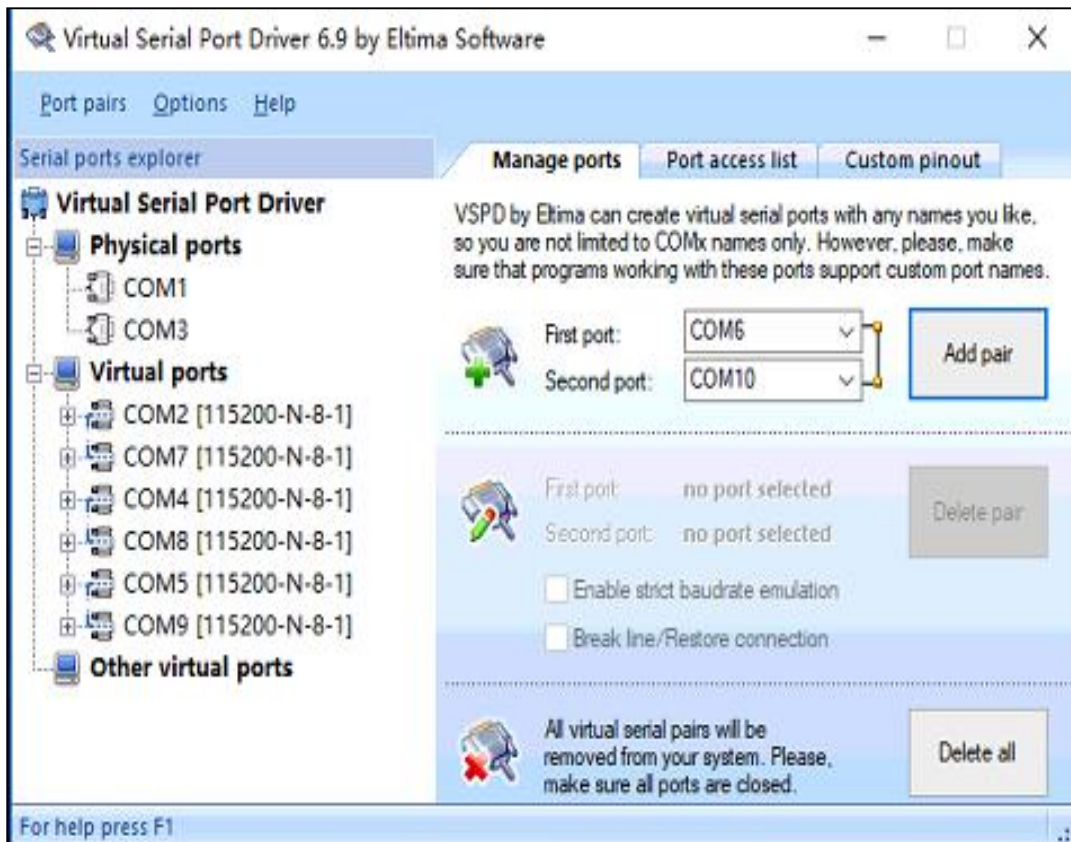 Virtual Serial Port Driver 6.9 by Eltima Software
Port pairs Options Help
Serial ports explorer
Virtual Serial Port Driver
Physical ports
COM1
COM3
Virtual ports
COM2 [115200-N-8-1]
COM7 [115200-N-8-1]
COM4 [115200-N-8-1]
COM8 [115200-N-8-1]
COM5 [115200-N-8-1]
COM9 [115200-N-8-1]
Other virtual ports
Manage ports Port access list Custom pinout
VSPD by Eltima can create virtual serial ports with any names you like,
so you are not limited to COMx names only. However, please, make
sure that programs working with these ports support custom port names.
First port: COM6
Second port: COM10
Add pair
First port: no port selected
Second port: no port selected
Delete pair
Enable strict baudrate emulation
Break line/Restore connection
All virtual serial pairs will be
removed from your system. Please,
make sure all ports are closed.
Delete all
For help press F1